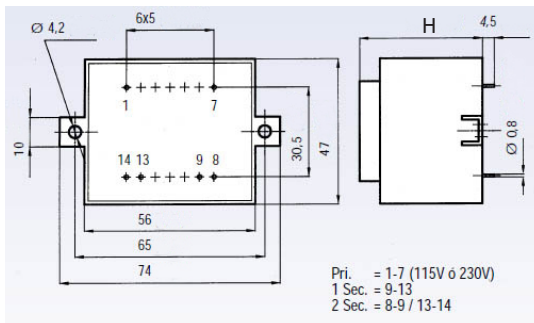 Ø 4,2
6x5
H
4,5
1
7
10
30,5
47
Ø 0,8
14 13
9 8
56
65
74
Pri. = 1-7 (115V ó 230V)
1 Sec. = 9-13
2 Sec. = 8-9 / 13-14